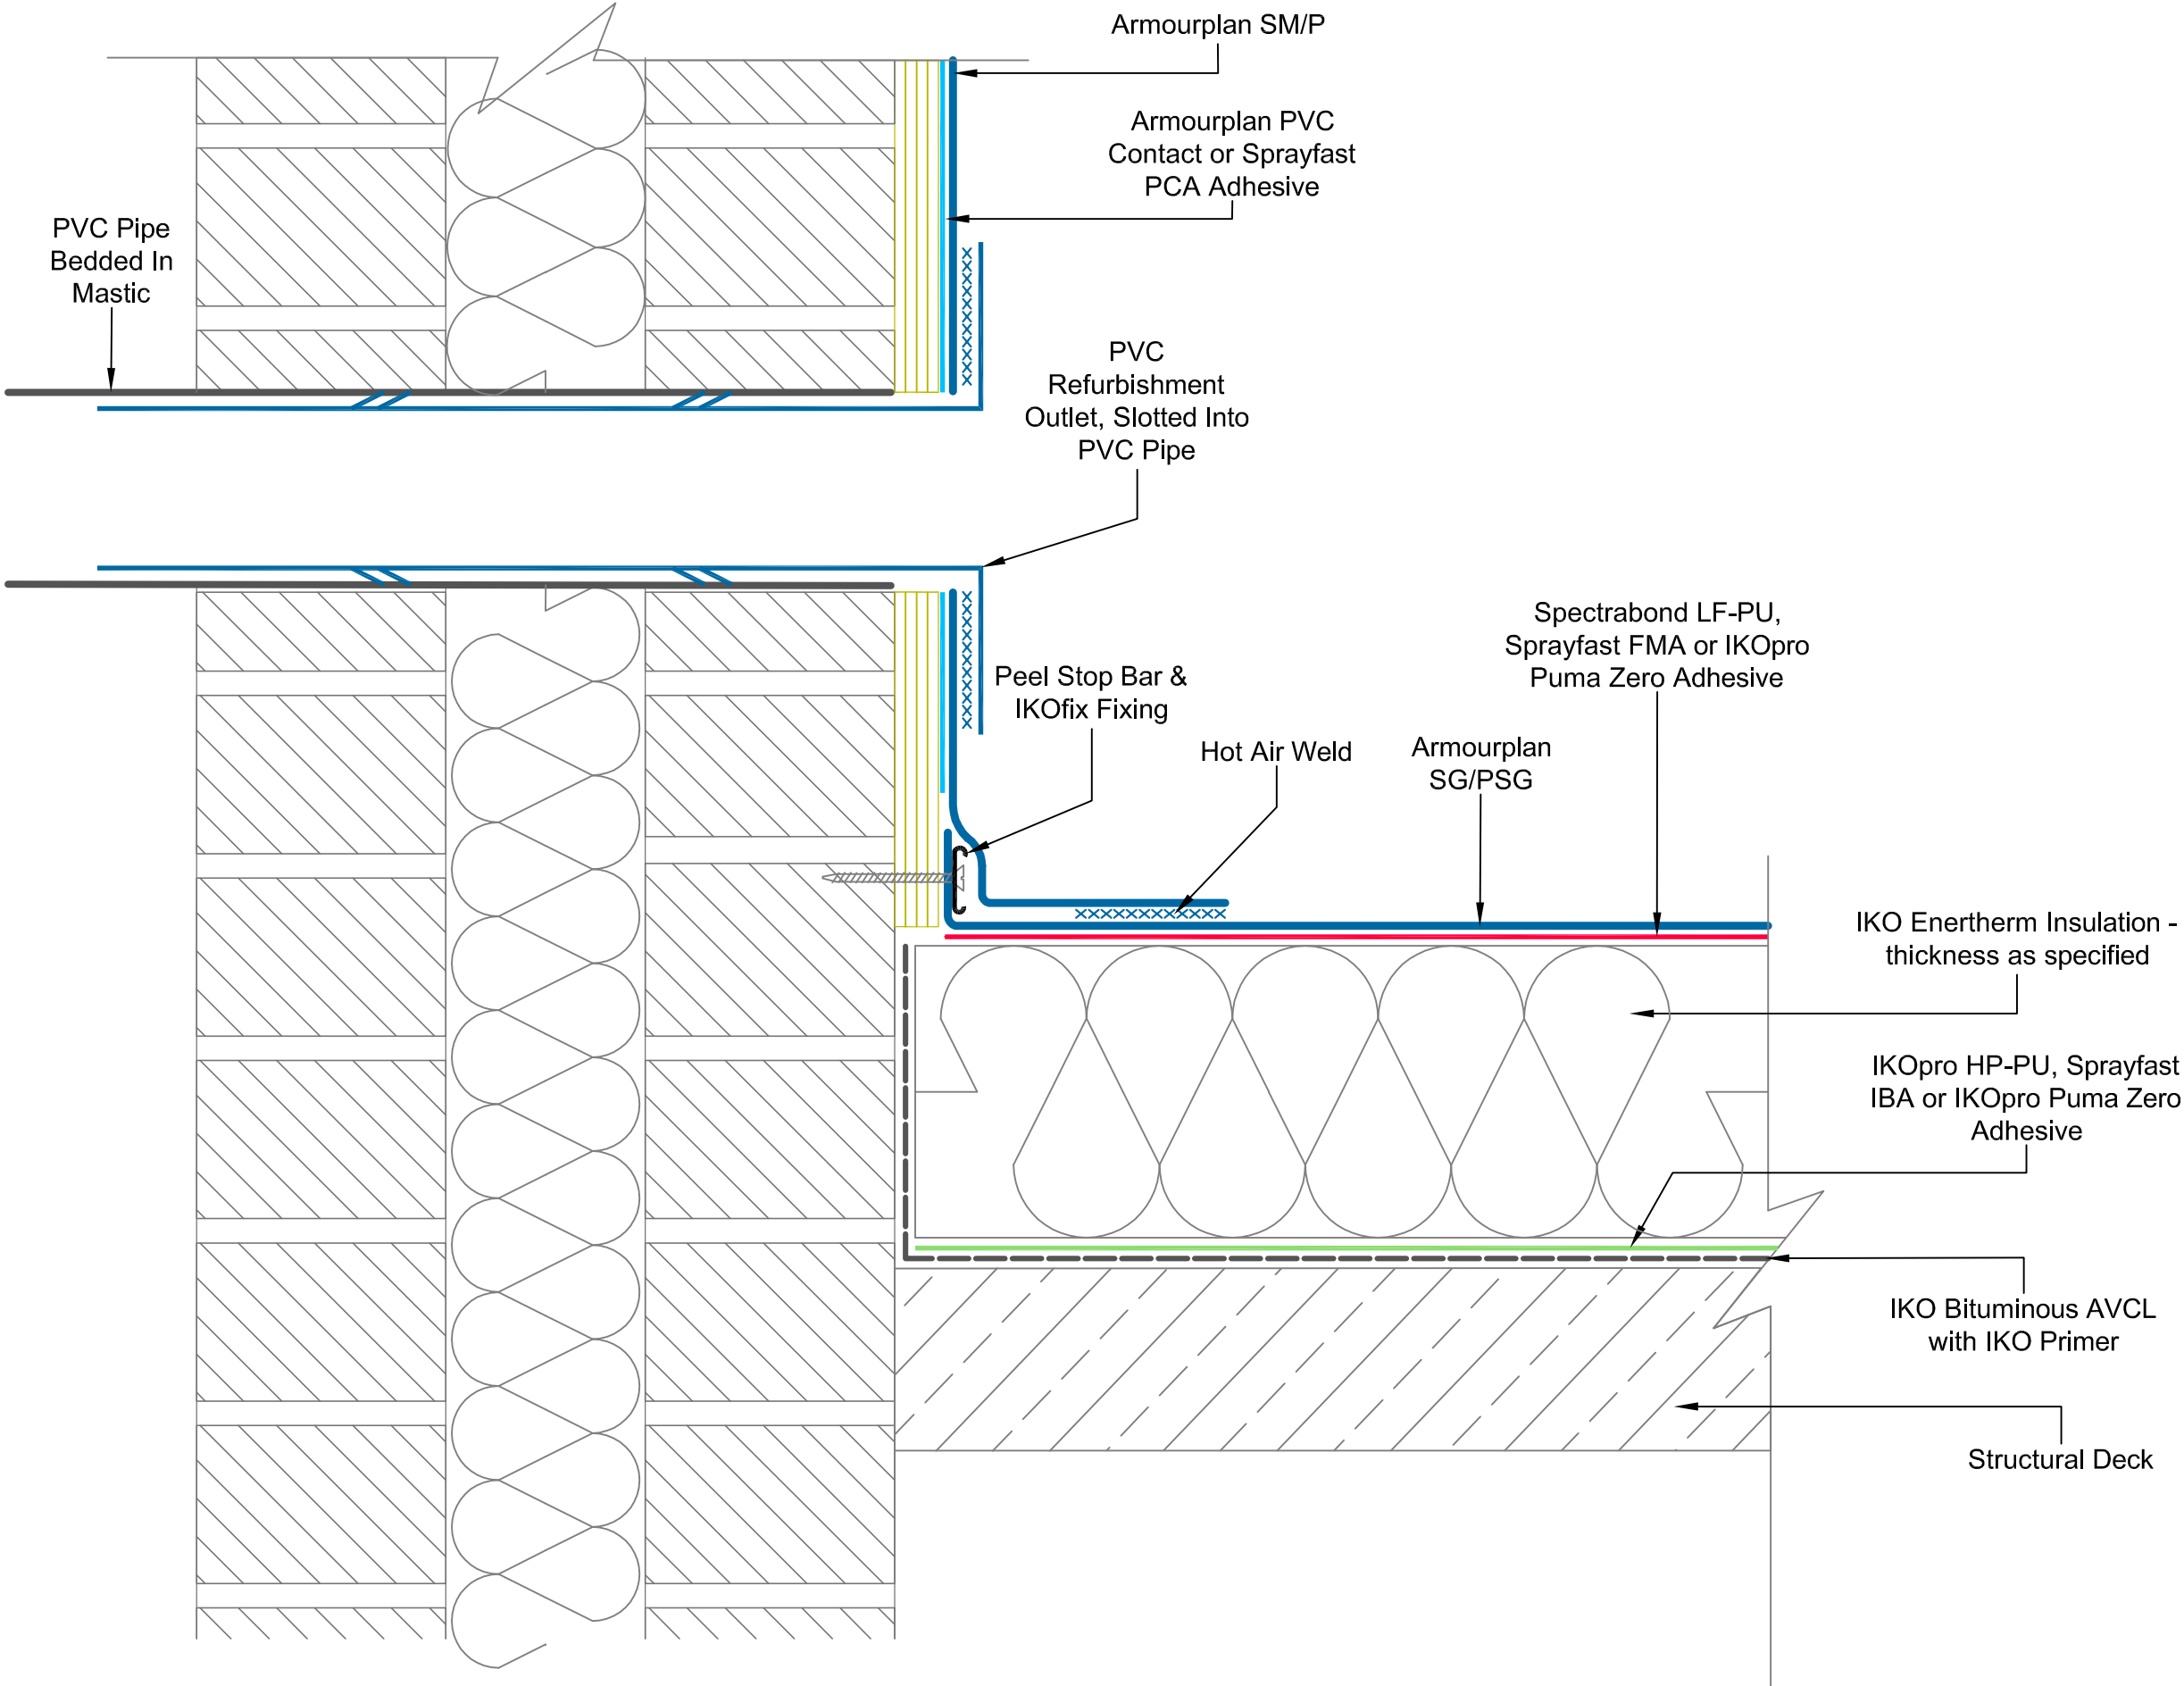 Armourplan SM/P
Armourplan PVC
Contact or Sprayfast
PCA Adhesive
PVC Pipe
Bedded In
Mastic
PVC
Refurbishment
Outlet, Slotted Into
PVC Pipe
Spectrabond LF-PU,
Sprayfast FMA or IKOpro
Puma Zero Adhesive
Peel Stop Bar &
IKOfix Fixing
Hot Air Weld
Armourplan
SG/PSG
IKO Enertherm Insulation -
thickness as specified
IKOpro HP-PU, Sprayfast
IBA or IKOpro Puma Zero
Adhesive
IKO Bituminous AVCL
with IKO Primer
Structural Deck